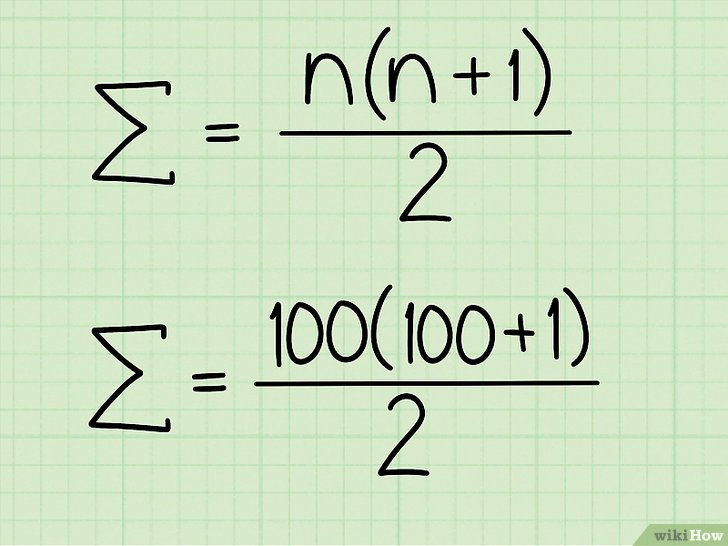 ∑ = n(n+1)/2
∑ = 100(100+1)/2
wikiHow